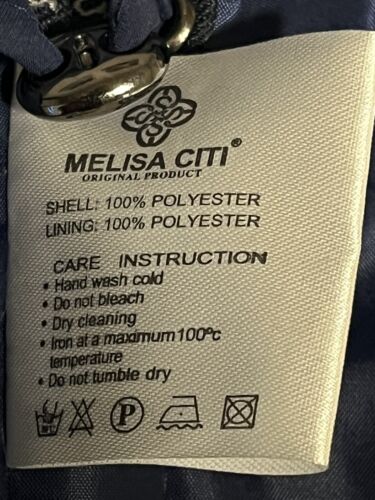 MELISA CITI®
ORIGINAL PRODUCT
SHELL: 100% POLYESTER
LINING: 100% POLYESTER
CARE INSTRUCTION
• Hand wash cold
• Do not bleach
• Dry cleaning
• Iron at a maximum 100ºc
temperature
• Do not tumble dry
P